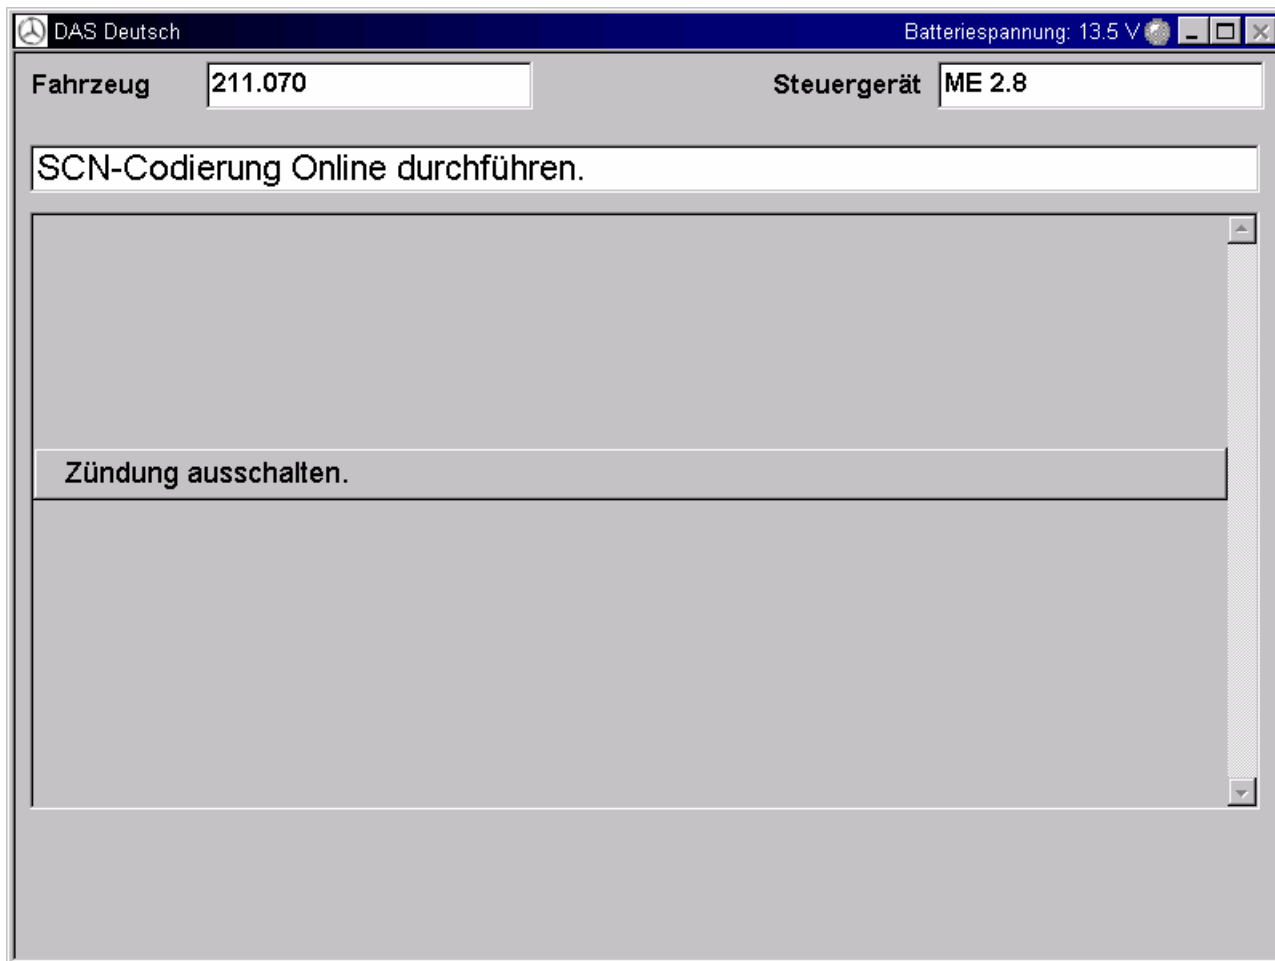 DAS Deutsch Batteriespannung: 13.5 V
Fahrzeug 211.070 Steuergerät ME 2.8
SCN-Codierung Online durchführen.
Zündung ausschalten.